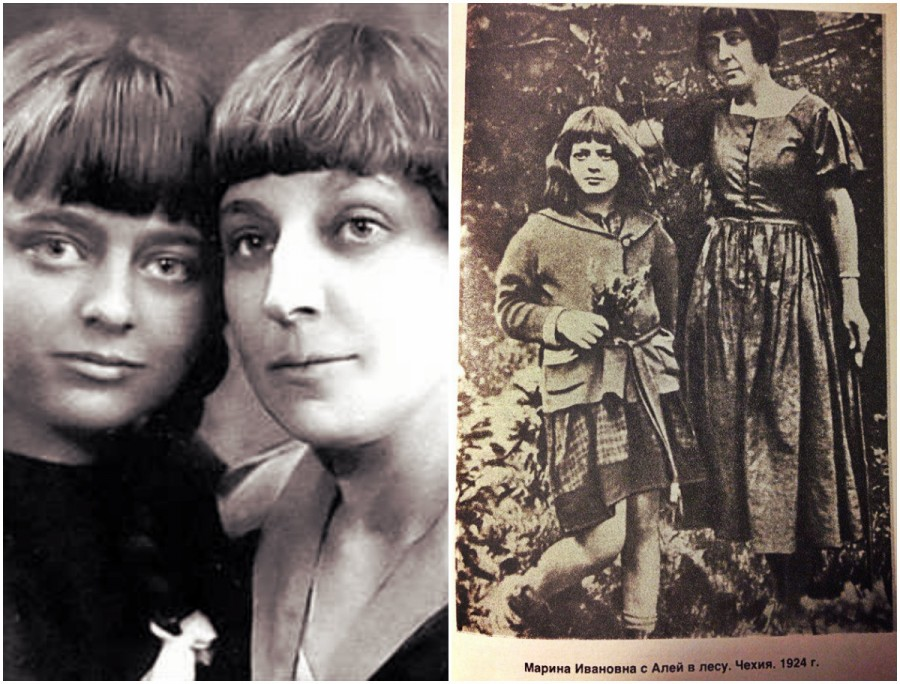 Марина Ивановна с Алей в лесу. Чехия. 1924 г.